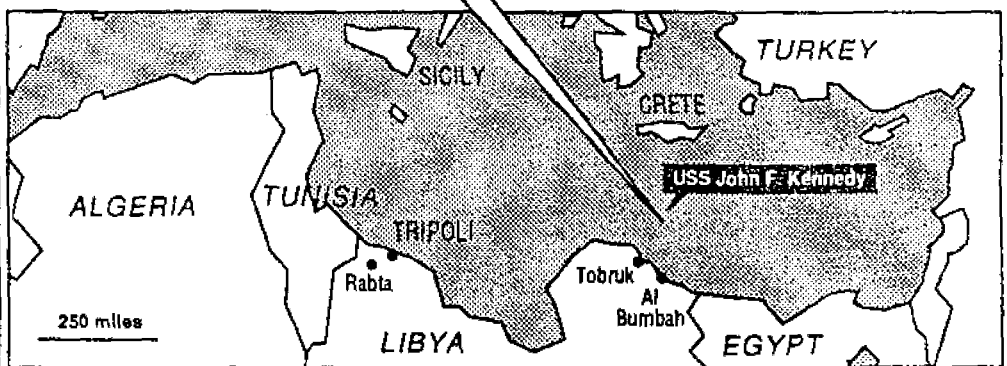 TURKEY
SICILY
CRETE
USS John F. Kennedy
ALGERIA
TUNISIA
TRIPOLI
Rabta
Tobruk
Al
Bumbah
250 miles
LIBYA
EGYPT